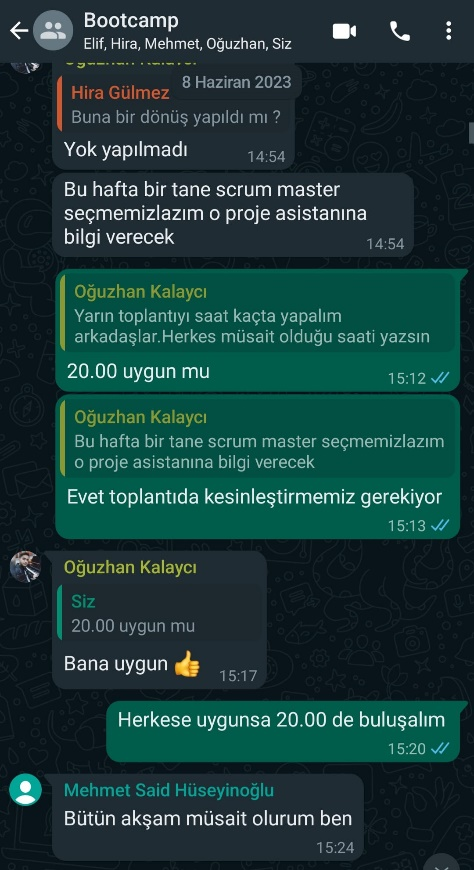 Bootcamp
Elif, Hira, Mehmet, Oğuzhan, Siz
8 Haziran 2023
Hira Gülmez
Buna bir dönüş yapıldı mı ?
Yok yapılmadı
14:54
Bu hafta bir tane scrum master
seçmemizlazım o proje asistanına
bilgi verecek
14:54
Oğuzhan Kalaycı
Yarın toplantıyı saat kaçta yapalım
arkadaşlar.Herkes müsait olduğu saati yazsın
20.00 uygun mu
15:12
Oğuzhan Kalaycı
Bu hafta bir tane scrum master seçmemizlazım
o proje asistanına bilgi verecek
Evet toplantıda kesinleştirmemiz gerekiyor
15:13
Oğuzhan Kalaycı
Siz
20.00 uygun mu
Bana uygun 👍
15:17
Herkese uygunsa 20.00 de buluşalım
15:20
Mehmet Said Hüseyinoğlu
Bütün akşam müsait olurum ben
15:24